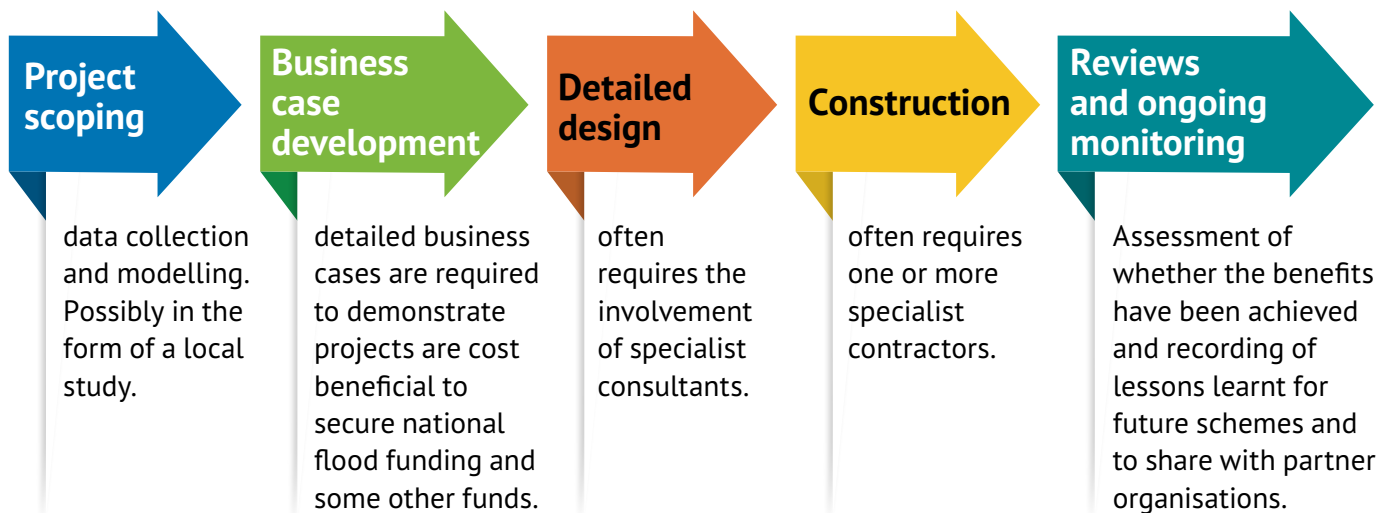 Project
scoping
data collection
and modelling.
Possibly in the
form of a local
study.
Business
case
development
detailed business
cases are required
to demonstrate
projects are cost
beneficial to
secure national
flood funding and
some other funds.
Detailed
design
often
requires the
involvement
of specialist
consultants.
Construction
often requires
one or more
specialist
contractors.
Reviews
and ongoing
monitoring
Assessment of
whether the benefits
have been achieved
and recording of
lessons learnt for
future schemes and
to share with partner
organisations.